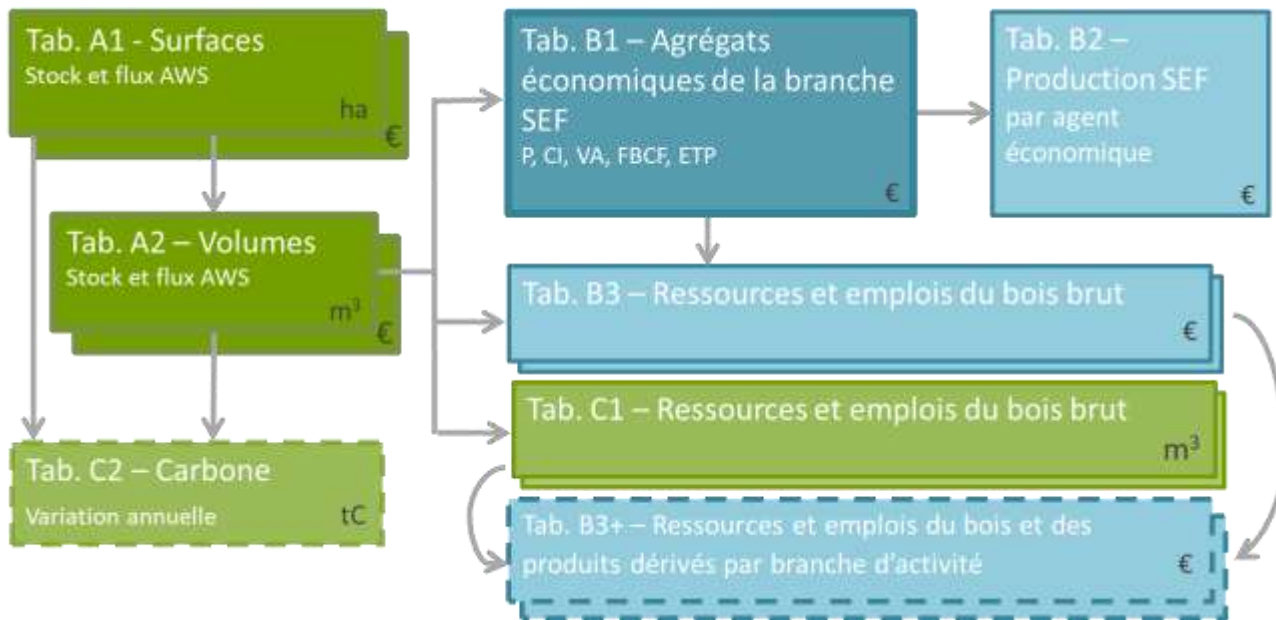 Tab. A1 - Surfaces
Stock et flux AWS
ha
€
Tab. A2 – Volumes
Stock et flux AWS
m³
€
Tab. C2 – Carbone
Variation annuelle
tC
Tab. B1 – Agrégats
économiques de la branche
SEF
P, CI, VA, FBCF, ETP
€
Tab. B2 –
Production SEF
par agent
économique
€
Tab. B3 – Ressources et emplois du bois brut
€
Tab. C1 – Ressources et emplois du bois brut
m³
Tab. B3+ – Ressources et emplois du bois et des
produits dérivés par branche d'activité
€